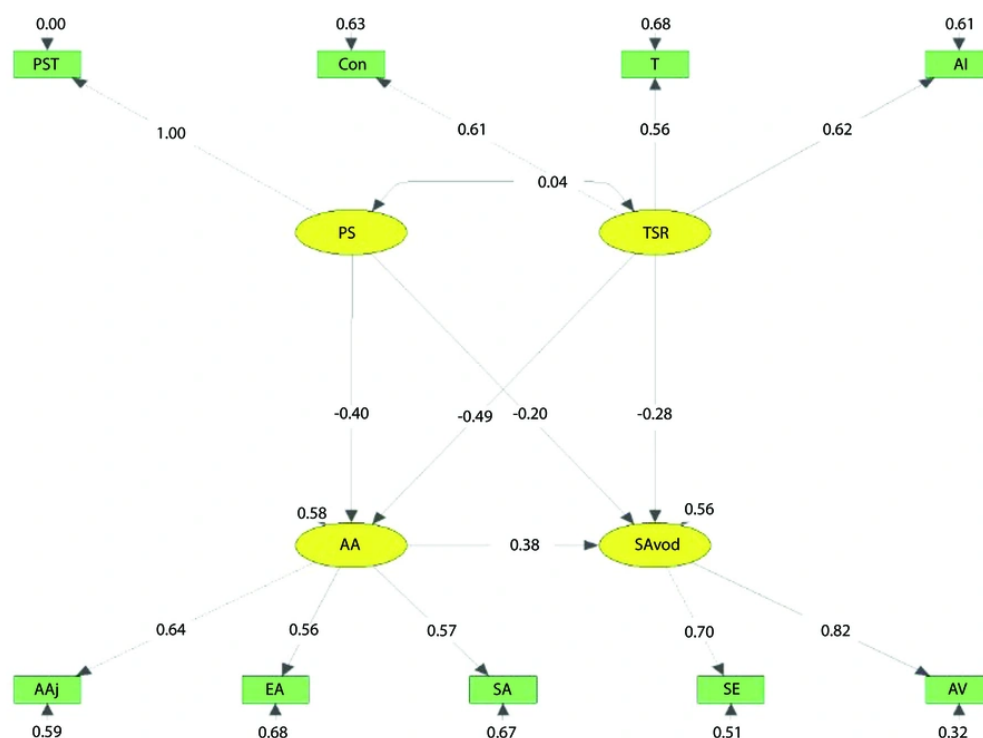 0.00 0.63 0.68 0.61
PST Con T AI
1.00 0.61 0.56 0.62
0.04
PS TSR
-0.40 -0.49 -0.20 -0.28
0.58 0.56
AA 0.38 SAvod
0.64 0.56 0.57 0.70 0.82
AAj EA SA SE AV
0.59 0.68 0.67 0.51 0.32